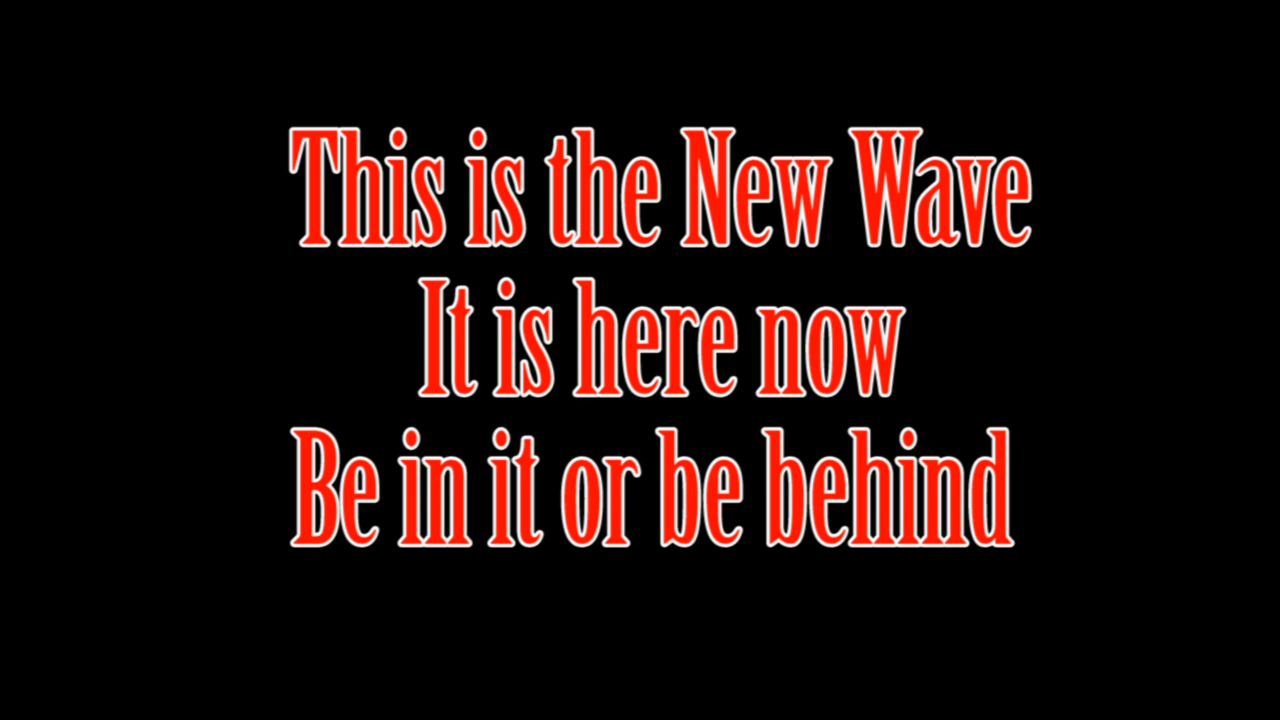 This is the New Wave
It is here now
Be in it or be behind